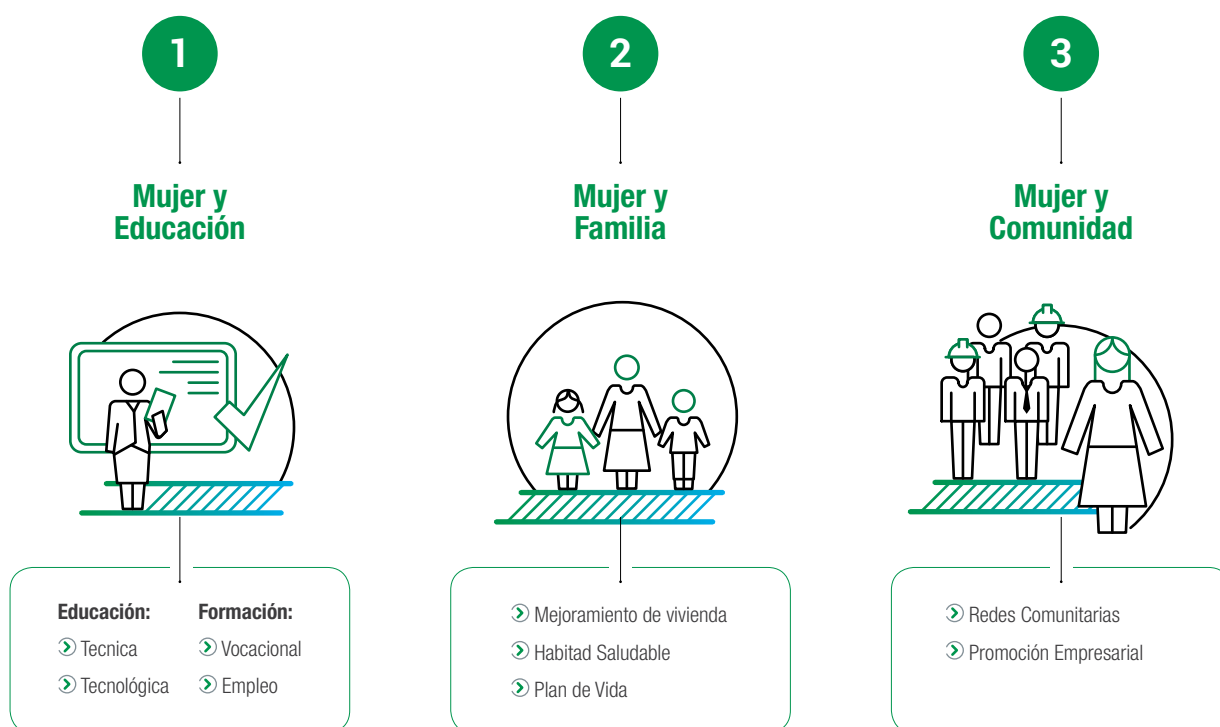 1
Mujer y
Educación
Educación:
Tecnica
Tecnológica
Formación:
Vocacional
Empleo
2
Mujer y
Familia
Mejoramiento de vivienda
Habitad Saludable
Plan de Vida
3
Mujer y
Comunidad
Redes Comunitarias
Promoción Empresarial